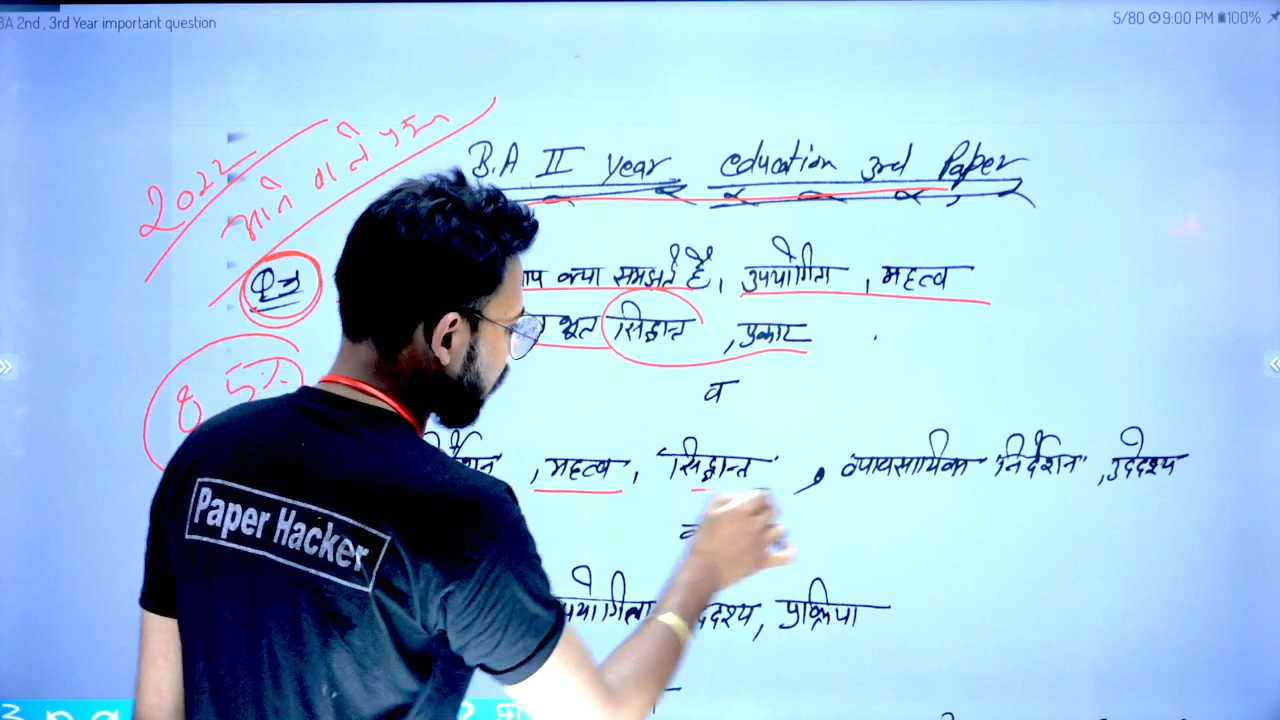 BA 2nd , 3rd Year important question
5/80 9:00 PM 100%
2022
आने वाले प्रश्न
B.A II year education 3rd Paper
आप क्या समझते हैं, उपयोगिता , महत्व
भूत सिद्धान्त , प्रकार
85%
व
, महत्व, सिद्धान्त , व्यावसायिक निर्देशन , उद्देश्य
प्रक्रिया
Paper Hacker